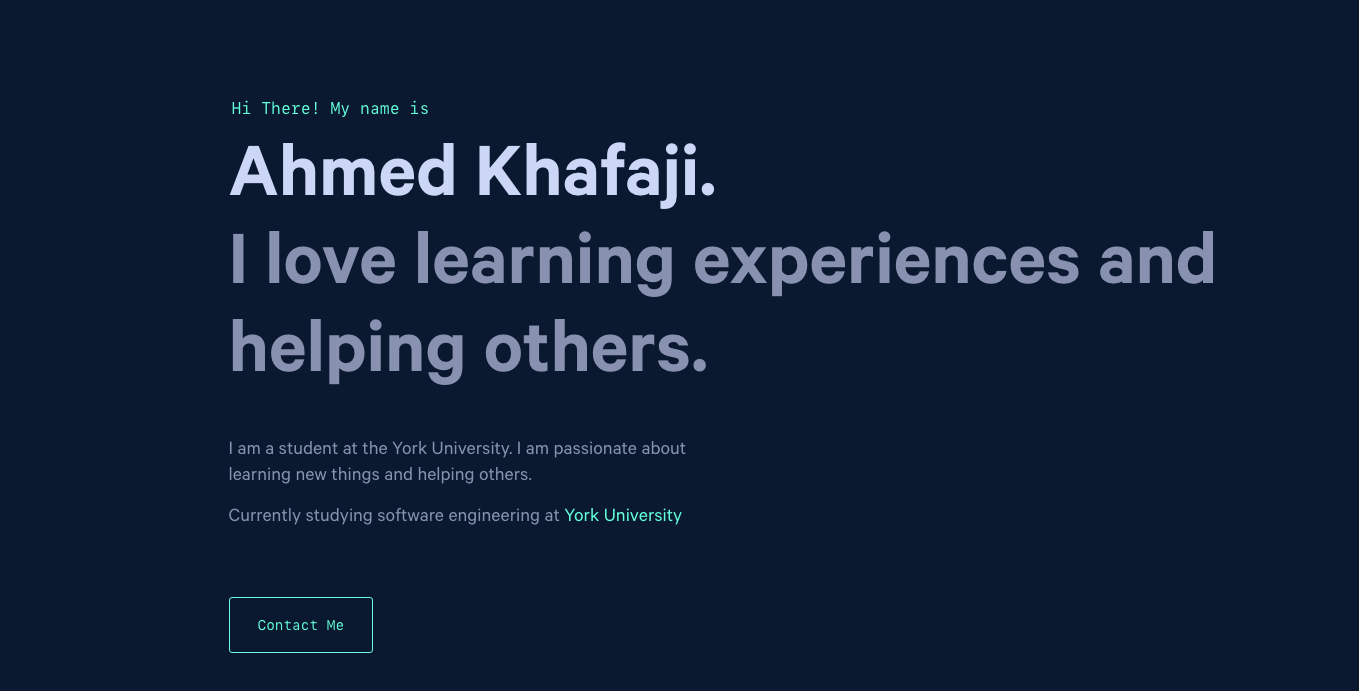 Hi There! My name is
Ahmed Khafaji.
I love learning experiences and
helping others.
I am a student at the York University. I am passionate about
learning new things and helping others.
Currently studying software engineering at York University
Contact Me